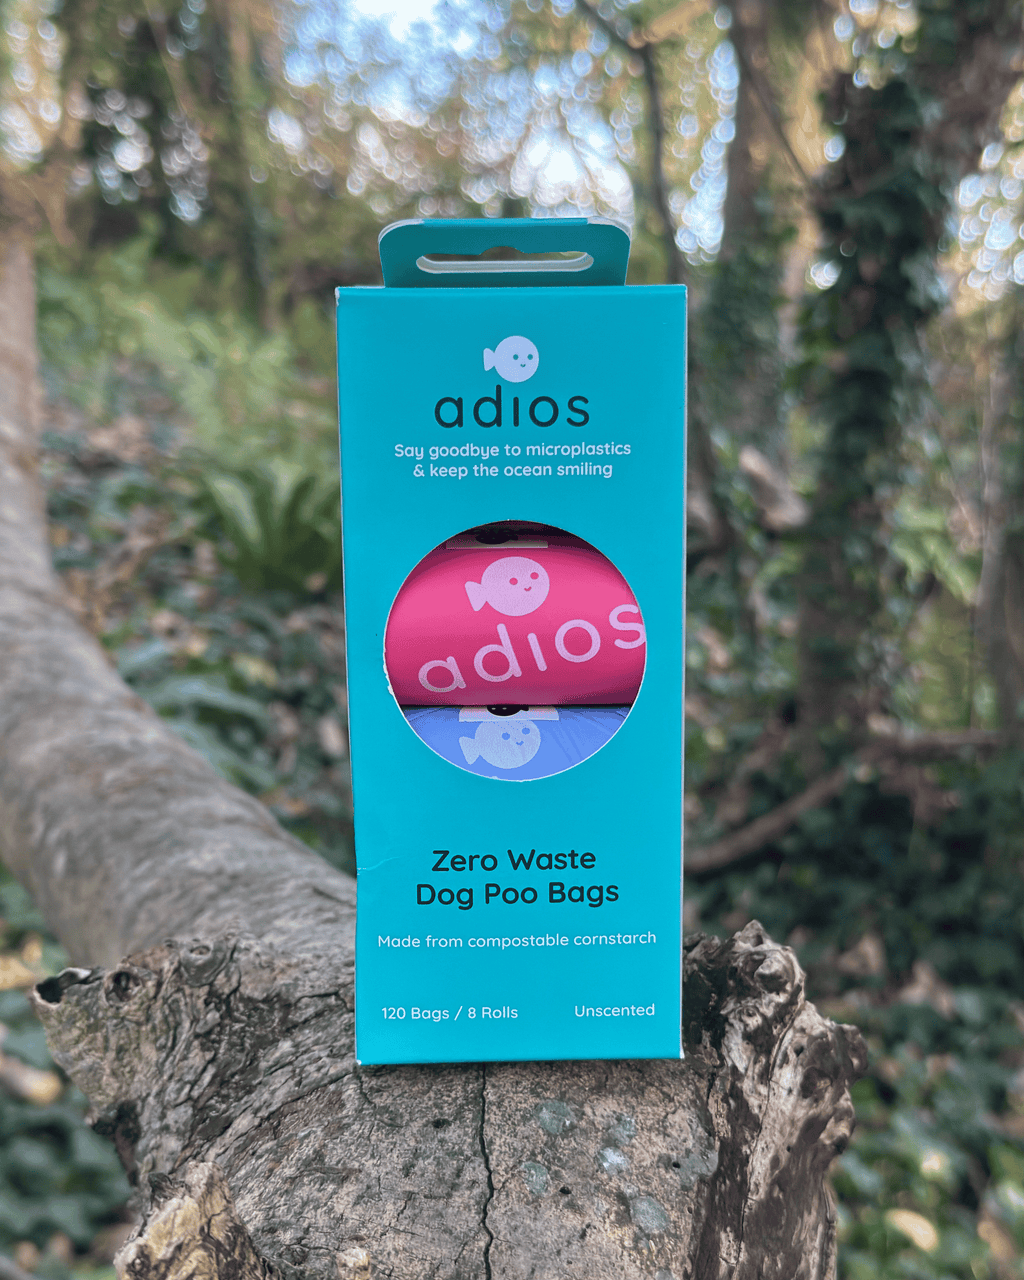 adios
Say goodbye to microplastics
& keep the ocean smiling
adios
Zero Waste
Dog Poo Bags
Made from compostable cornstarch
120 Bags / 8 Rolls
Unscented